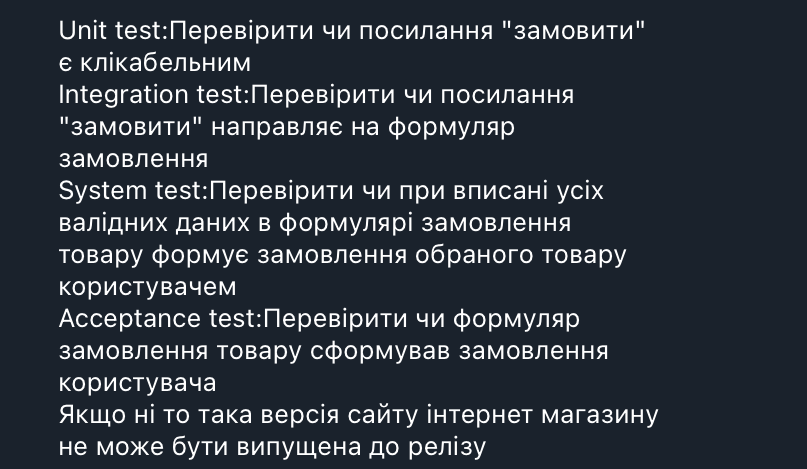 Unit test:Перевірити чи посилання "замовити"
є клікабельним
Integration test:Перевірити чи посилання
"замовити" направляє на формуляр
замовлення
System test:Перевірити чи при вписані усіх
валідних даних в формулярі замовлення
товару формує замовлення обраного товару
користувачем
Acceptance test:Перевірити чи формуляр
замовлення товару сформував замовлення
користувача
Якщо ні то така версія сайту інтернет магазину
не може бути випущена до релізу